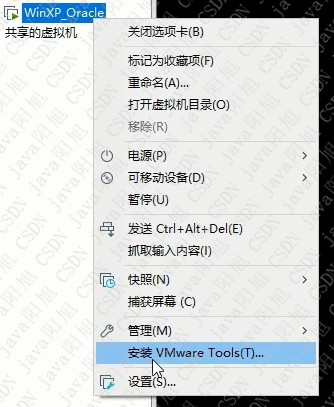 WinXP_Oracle
共享的虚拟机
关闭选项卡(B)
标记为收藏项(F)
重命名(A)...
打开虚拟机目录(O)
移除(R)
电源(P)
可移动设备(D)
暂停(U)
发送 Ctrl+Alt+Del(E)
抓取输入内容(I)
快照(N)
捕获屏幕 (C)
管理(M)
安装 VMware Tools(T)...
设置(S)...